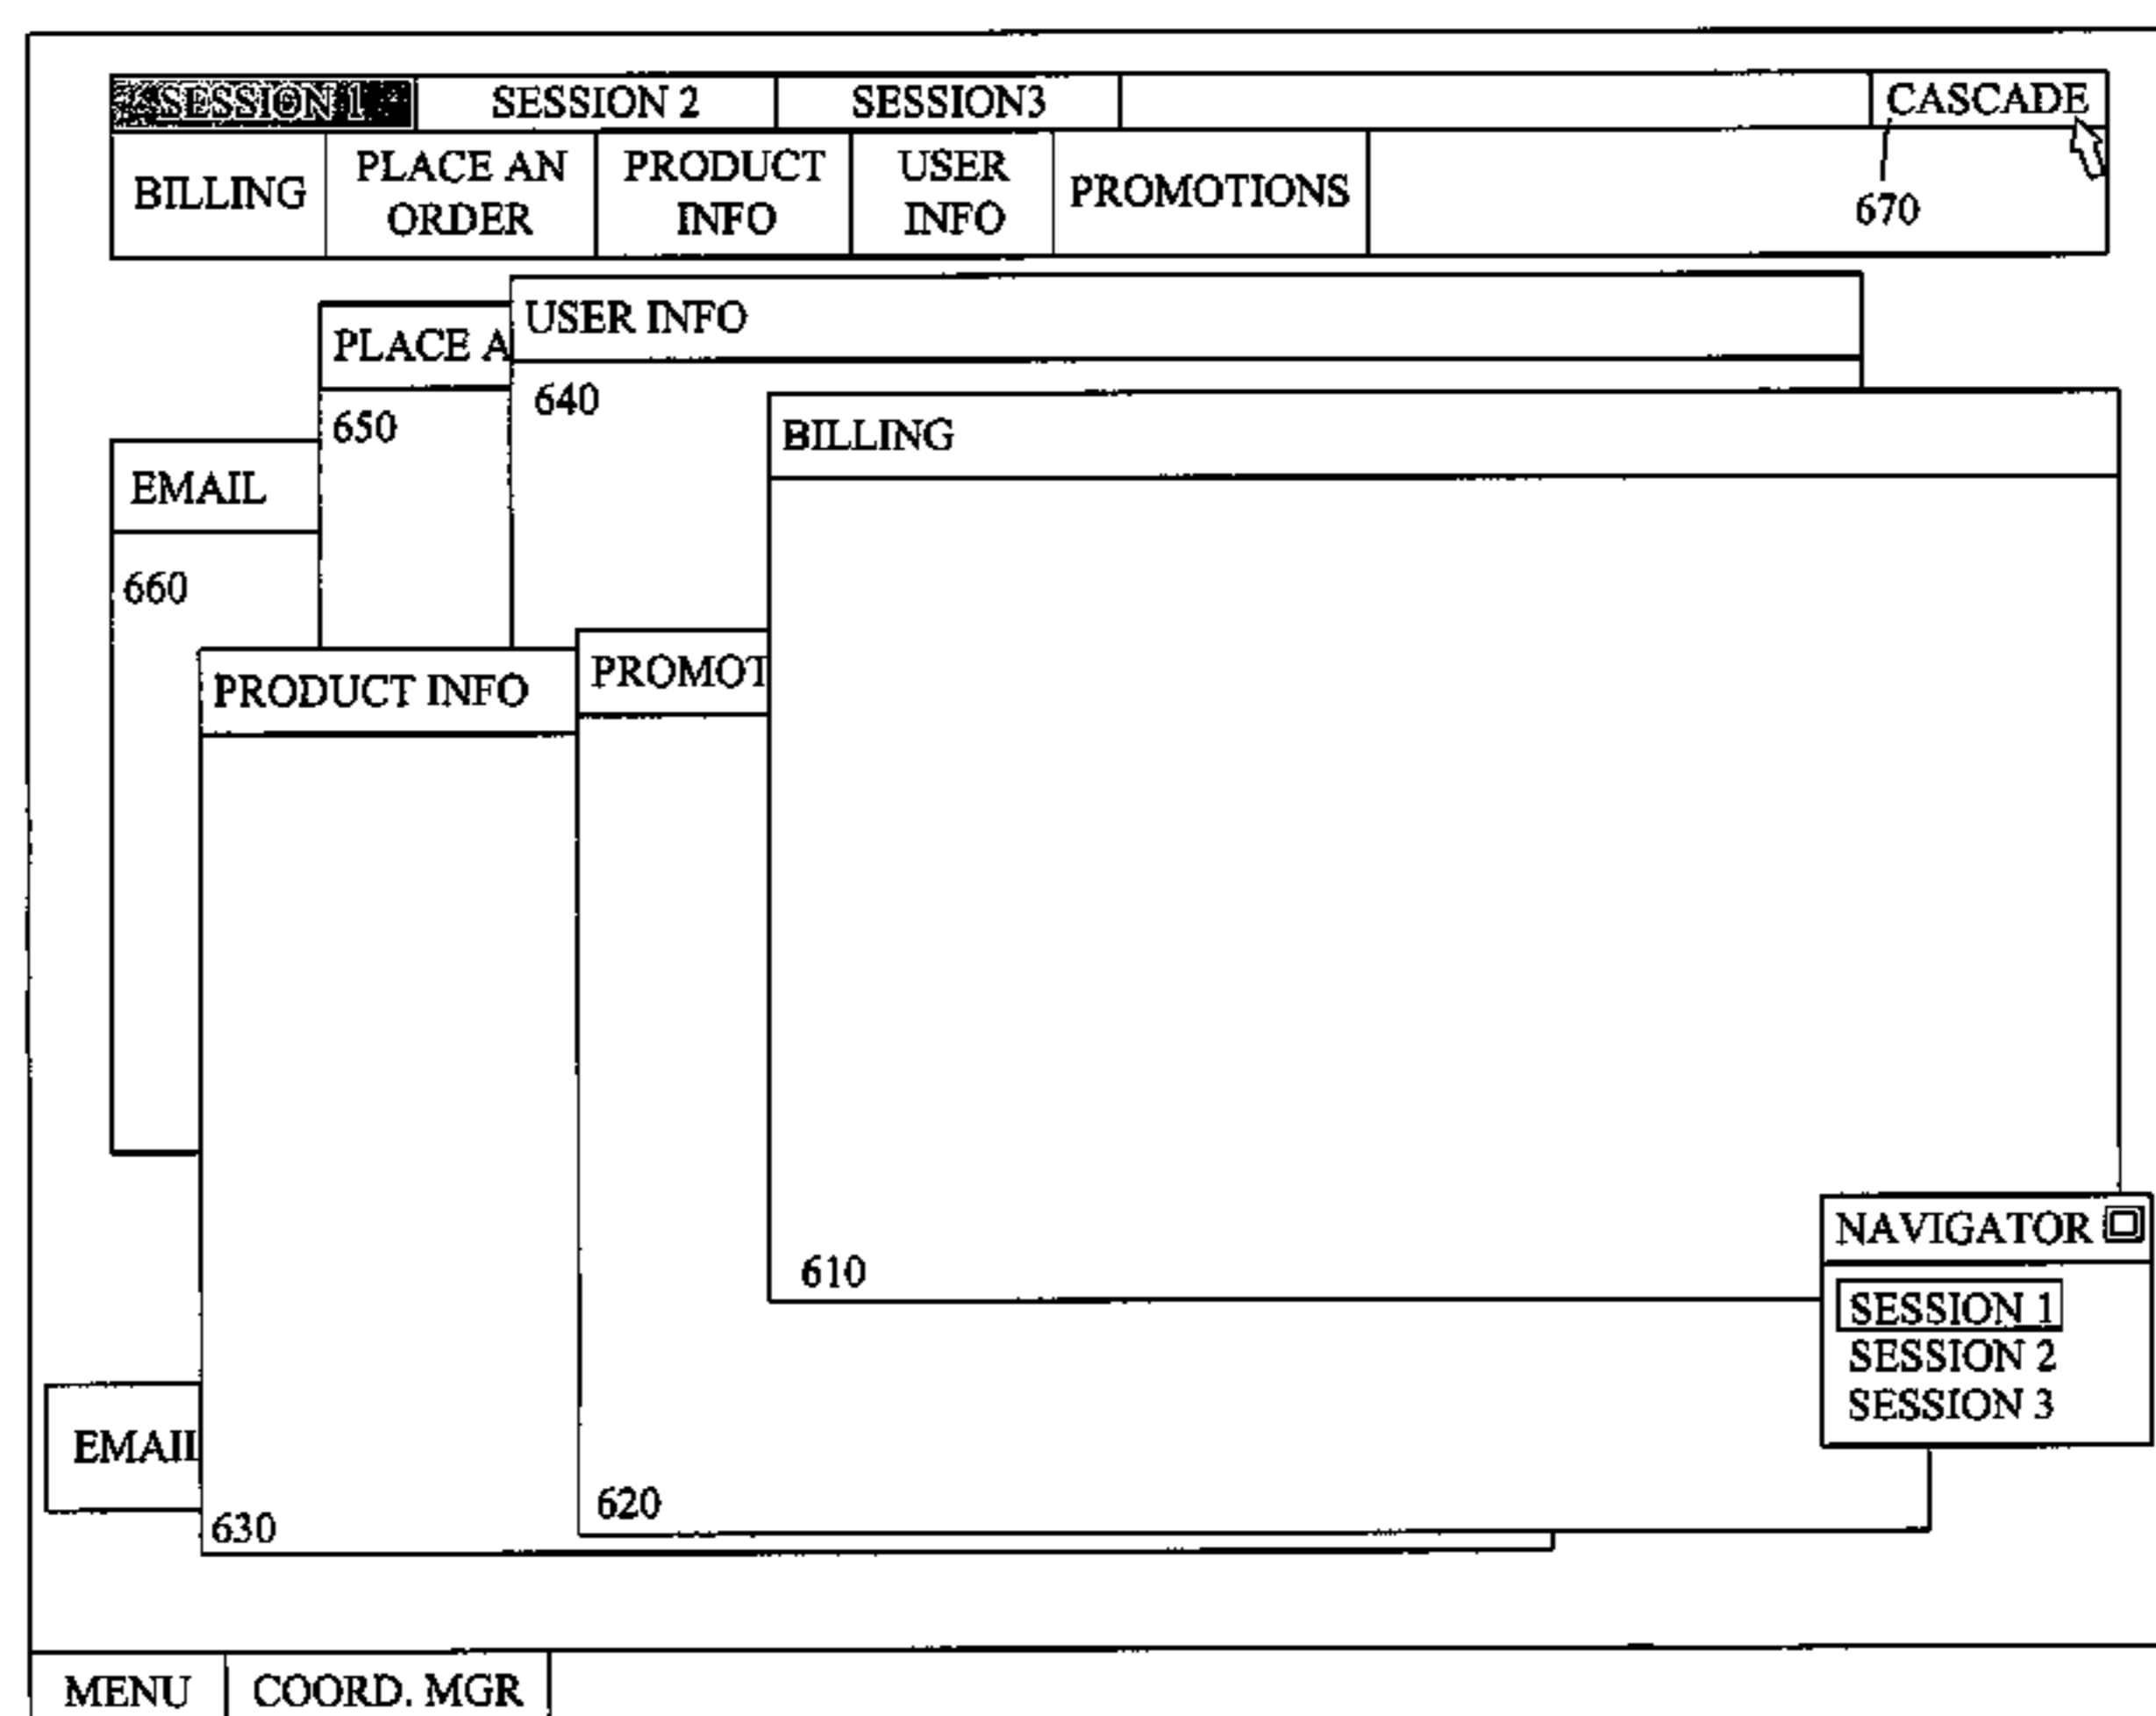 SESSION 1 SESSION 2 SESSION3 CASCADE
BILLING PLACE AN ORDER PRODUCT INFO USER INFO PROMOTIONS
670
USER INFO
PLACE A
640
650
BILLING
EMAIL
660
PROMOT
PRODUCT INFO
NAVIGATOR
610
SESSION 1
SESSION 2
SESSION 3
EMAIL
620
630
MENU COORD. MGR